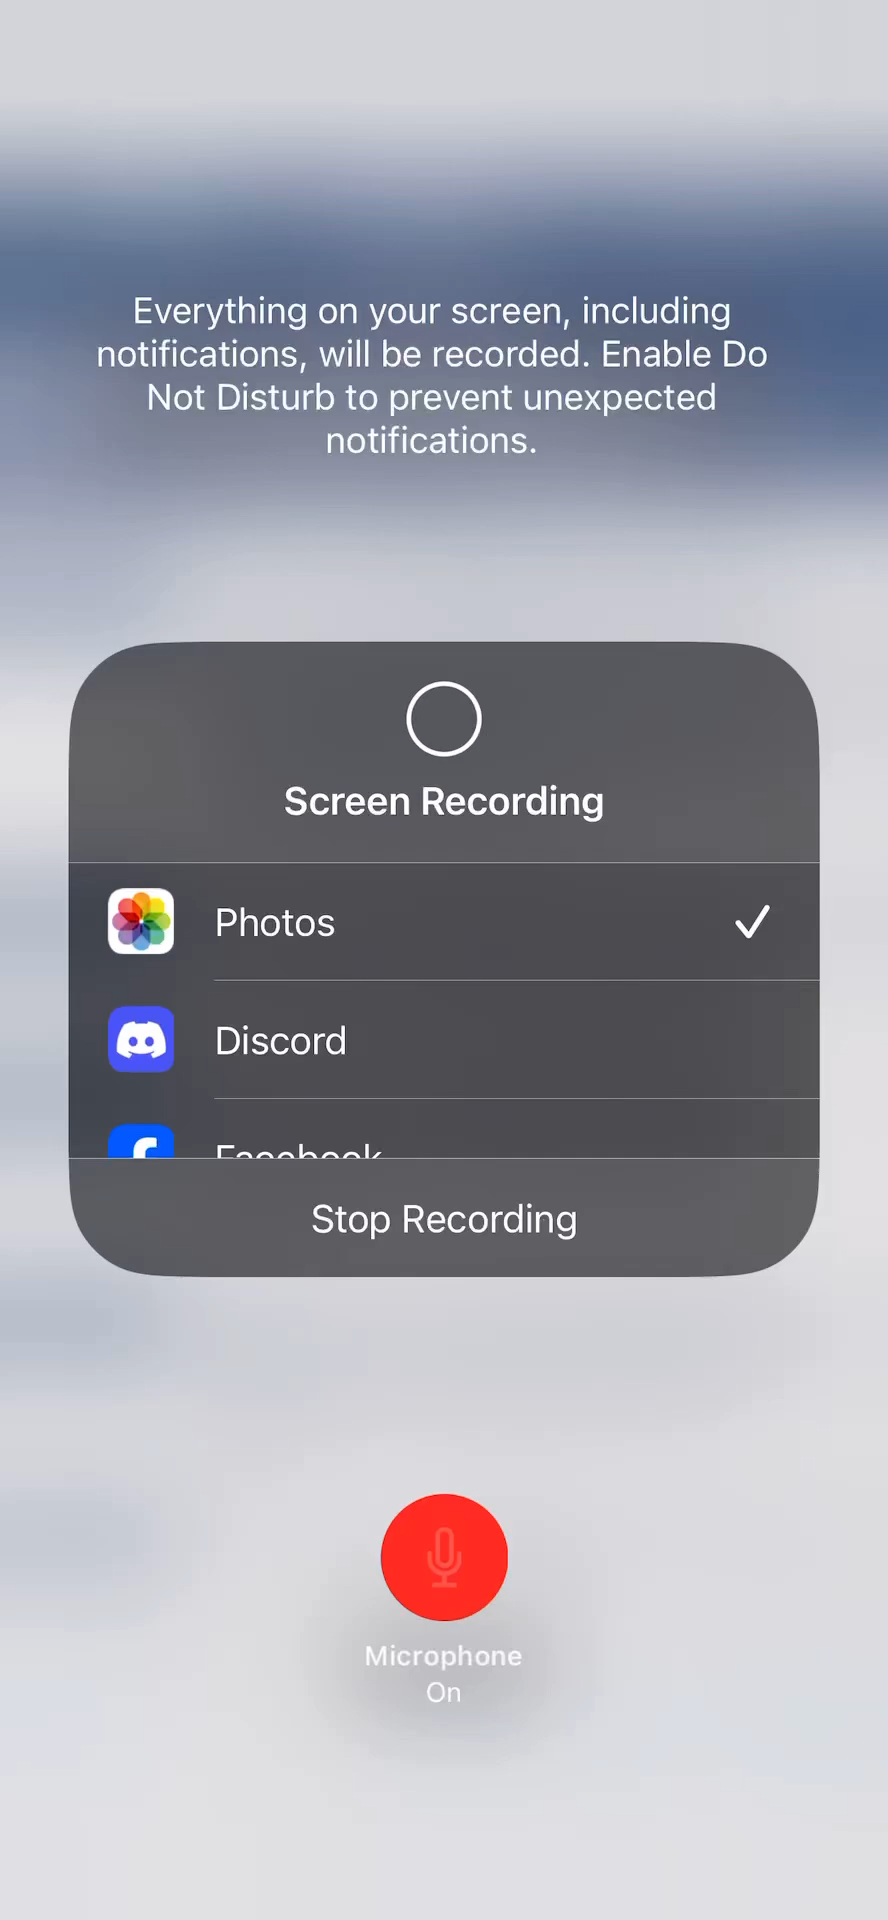 Everything on your screen, including
notifications, will be recorded. Enable Do
Not Disturb to prevent unexpected
notifications.
Screen Recording
Photos
Discord
Facebook
Stop Recording
Microphone
On